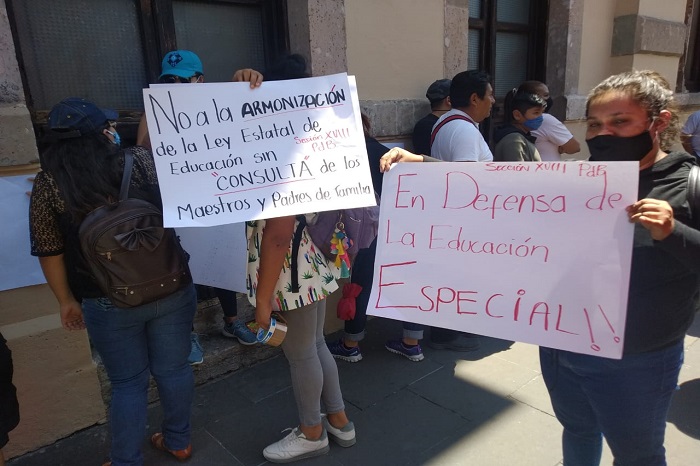 No a la ARMONIZACIÓN
de la Ley Estatal de
Educación sin Sección XVIII
"CONSULTA" de los
Maestros y Padres de Familia
Sección XVIII PdB
En Defensa de
La Educación
Especial!!